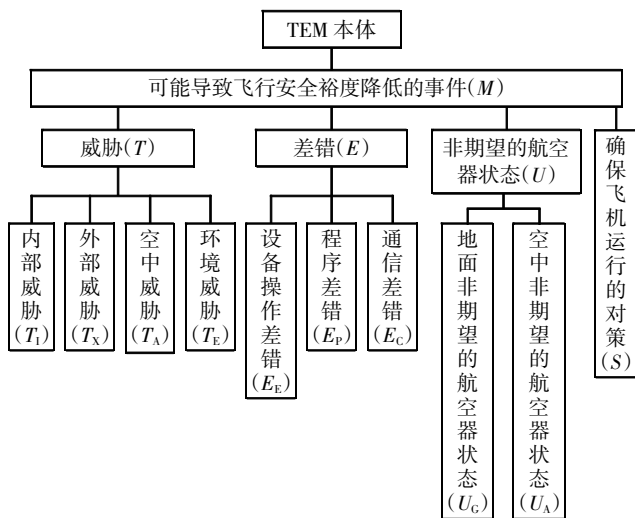 TEM 本体
可能导致飞行安全裕度降低的事件(M)
威胁(T)
差错(E)
非期望的航空
器状态(U)
确保飞机运行的对策(S)
内部威胁(T_I)
外部威胁(T_X)
空中威胁(T_A)
环境威胁(T_E)
设备操作差错(E_E)
程序差错(E_P)
通信差错(E_C)
地面非期望的航空器状态(U_G)
空中非期望的航空器状态(U_A)